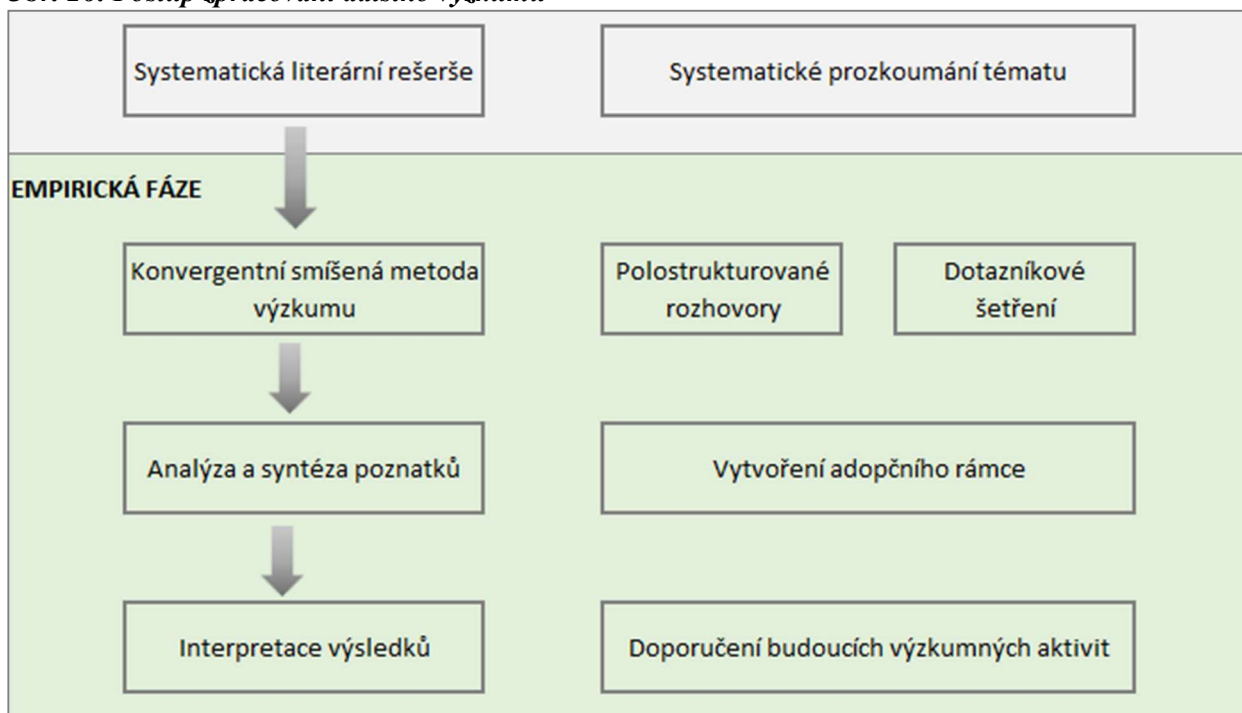 Systematická literární rešerše
Systematické prozkoumání tématu
EMPIRICKÁ FÁZE
Konvergentní smíšená metoda
výzkumu
Polostrukturované
rozhovory
Dotazníkové
šetření
Analýza a syntéza poznatků
Vytvoření adopčního rámce
Interpretace výsledků
Doporučení budoucích výzkumných aktivit